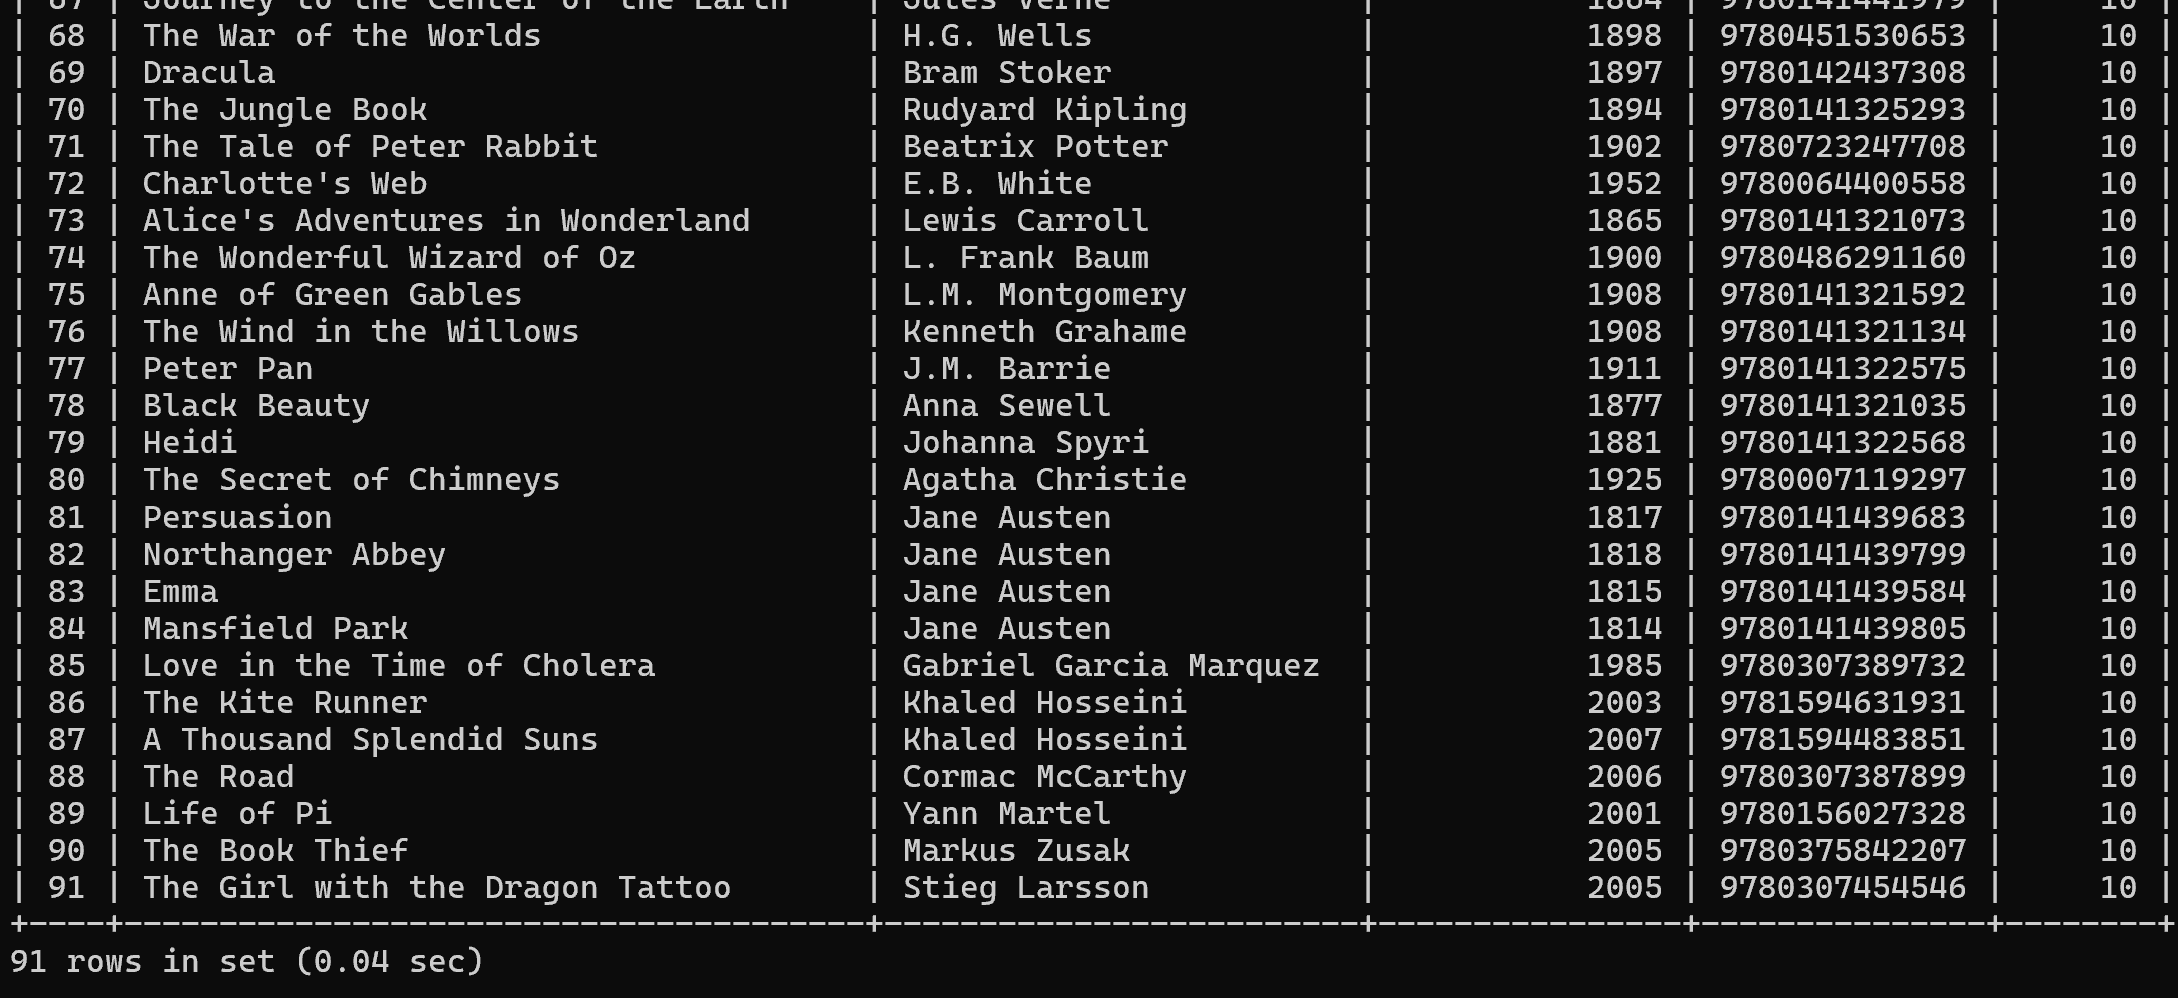 | 67 | Journey to the Center of the Earth | Jules Verne | 1864 | 9780141441979 | 10 |
| 68 | The War of the Worlds | H.G. Wells | 1898 | 9780451530653 | 10 |
| 69 | Dracula | Bram Stoker | 1897 | 9780142437308 | 10 |
| 70 | The Jungle Book | Rudyard Kipling | 1894 | 9780141325293 | 10 |
| 71 | The Tale of Peter Rabbit | Beatrix Potter | 1902 | 9780723247708 | 10 |
| 72 | Charlotte's Web | E.B. White | 1952 | 9780064400558 | 10 |
| 73 | Alice's Adventures in Wonderland | Lewis Carroll | 1865 | 9780141321073 | 10 |
| 74 | The Wonderful Wizard of Oz | L. Frank Baum | 1900 | 9780486291160 | 10 |
| 75 | Anne of Green Gables | L.M. Montgomery | 1908 | 9780141321592 | 10 |
| 76 | The Wind in the Willows | Kenneth Grahame | 1908 | 9780141321134 | 10 |
| 77 | Peter Pan | J.M. Barrie | 1911 | 9780141322575 | 10 |
| 78 | Black Beauty | Anna Sewell | 1877 | 9780141321035 | 10 |
| 79 | Heidi | Johanna Spyri | 1881 | 9780141322568 | 10 |
| 80 | The Secret of Chimneys | Agatha Christie | 1925 | 9780007119297 | 10 |
| 81 | Persuasion | Jane Austen | 1817 | 9780141439683 | 10 |
| 82 | Northanger Abbey | Jane Austen | 1818 | 9780141439799 | 10 |
| 83 | Emma | Jane Austen | 1815 | 9780141439584 | 10 |
| 84 | Mansfield Park | Jane Austen | 1814 | 9780141439805 | 10 |
| 85 | Love in the Time of Cholera | Gabriel Garcia Marquez | 1985 | 9780307389732 | 10 |
| 86 | The Kite Runner | Khaled Hosseini | 2003 | 9781594631931 | 10 |
| 87 | A Thousand Splendid Suns | Khaled Hosseini | 2007 | 9781594483851 | 10 |
| 88 | The Road | Cormac McCarthy | 2006 | 9780307387899 | 10 |
| 89 | Life of Pi | Yann Martel | 2001 | 9780156027328 | 10 |
| 90 | The Book Thief | Markus Zusak | 2005 | 9780375842207 | 10 |
| 91 | The Girl with the Dragon Tattoo | Stieg Larsson | 2005 | 9780307454546 | 10 |
+----+---------------------------------------+-------------------------+----------------+---------------+--------+
91 rows in set (0.04 sec)